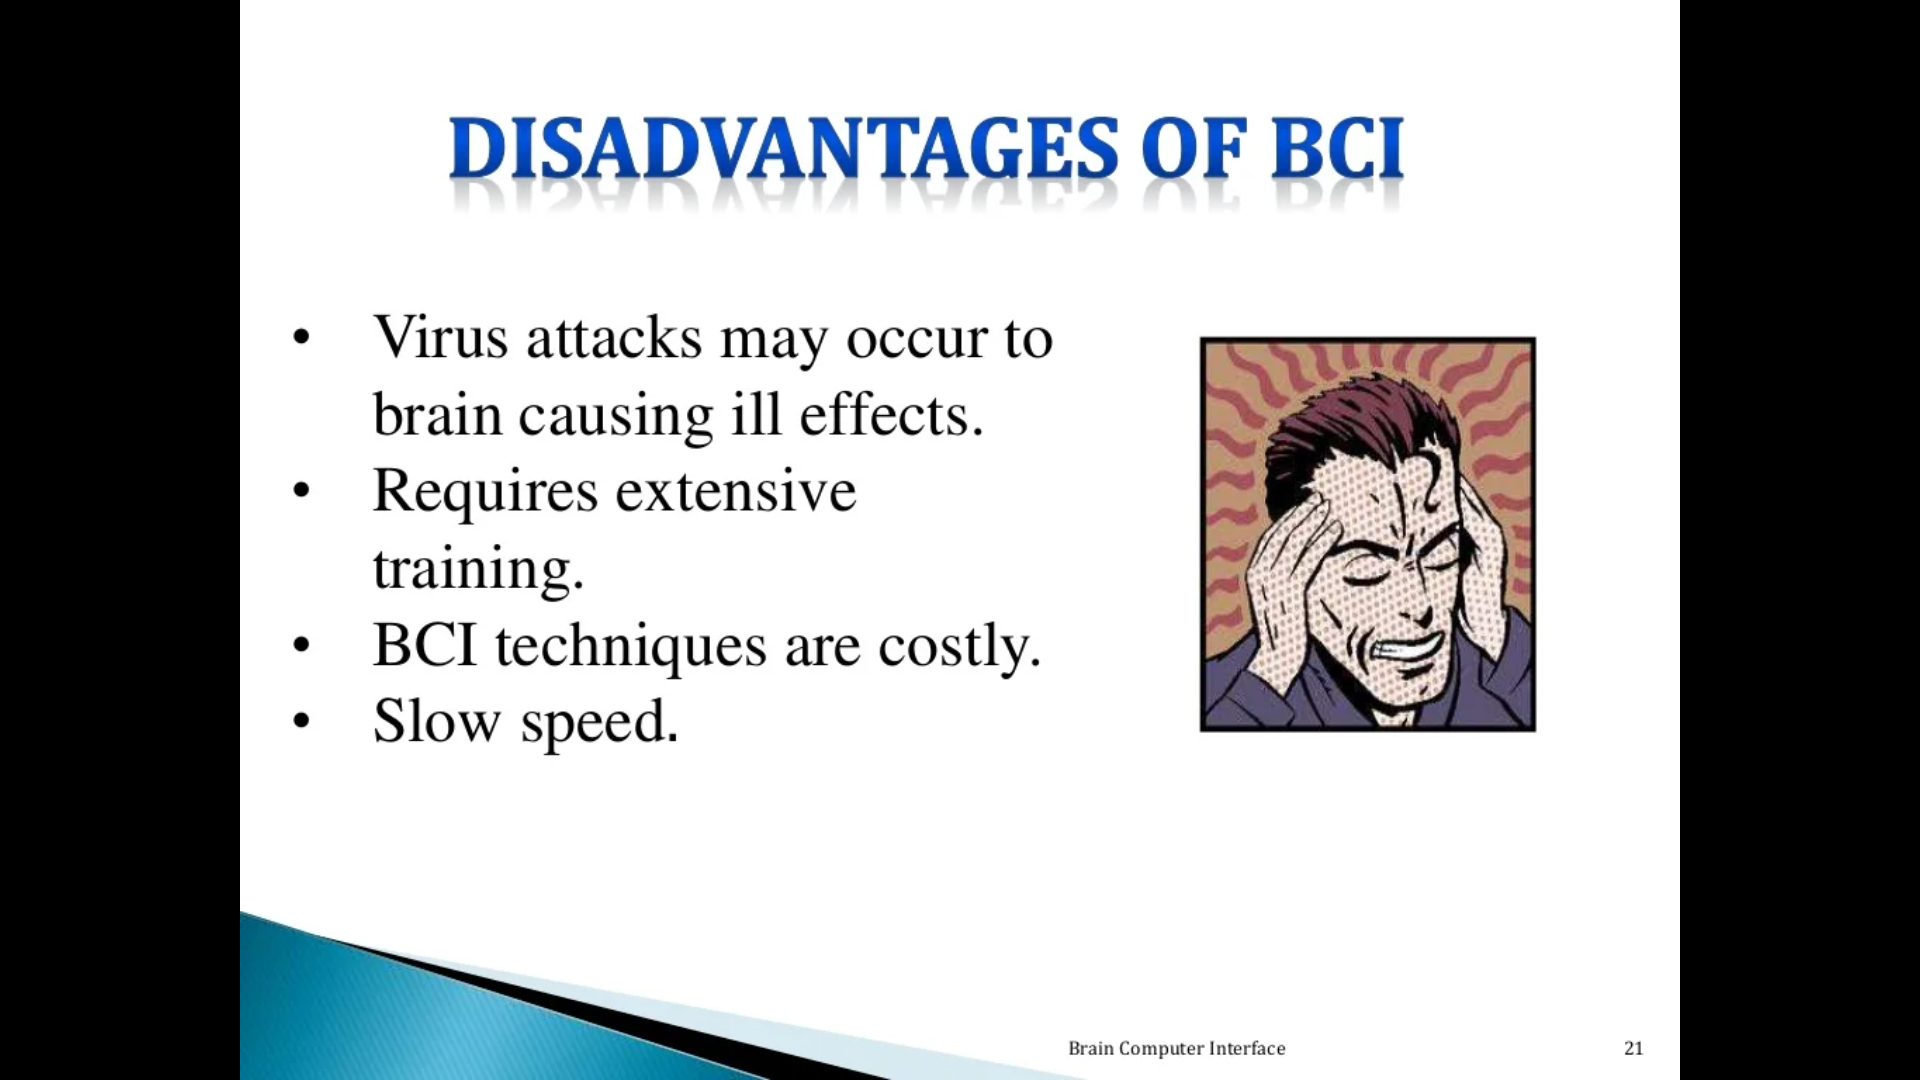 DISADVANTAGES OF BCI
• Virus attacks may occur to
brain causing ill effects.
• Requires extensive
training.
• BCI techniques are costly.
• Slow speed.
Brain Computer Interface
21